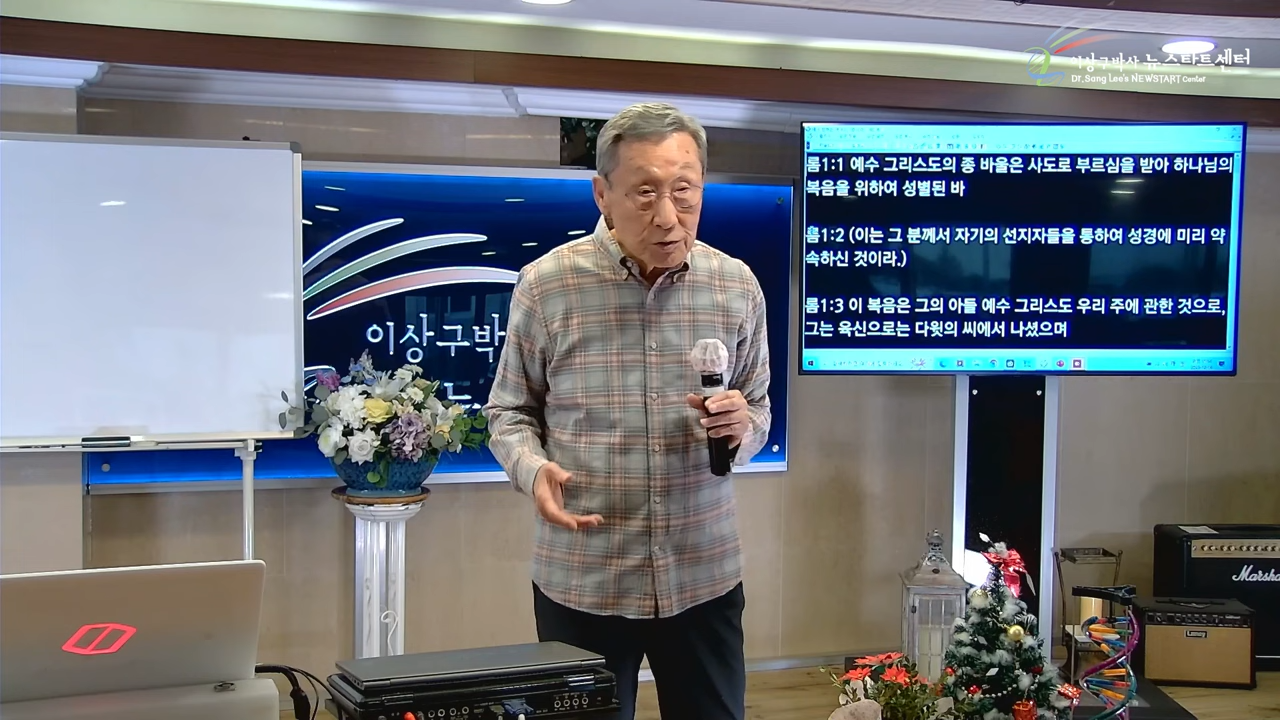 이상구박사 뉴스타트센터
Dr. Sang Lee's NEWSTART Center
롬1:1 예수 그리스도의 종 바울은 사도로 부르심을 받아 하나님의
복음을 위하여 성별된 바
롬1:2 (이는 그 분께서 자기의 선지자들을 통하여 성경에 미리 약
속하신 것이라.)
롬1:3 이 복음은 그의 아들 예수 그리스도 우리 주에 관한 것으로,
그는 육신으로는 다윗의 씨에서 나셨으며
이상구박
Marsha
Laney